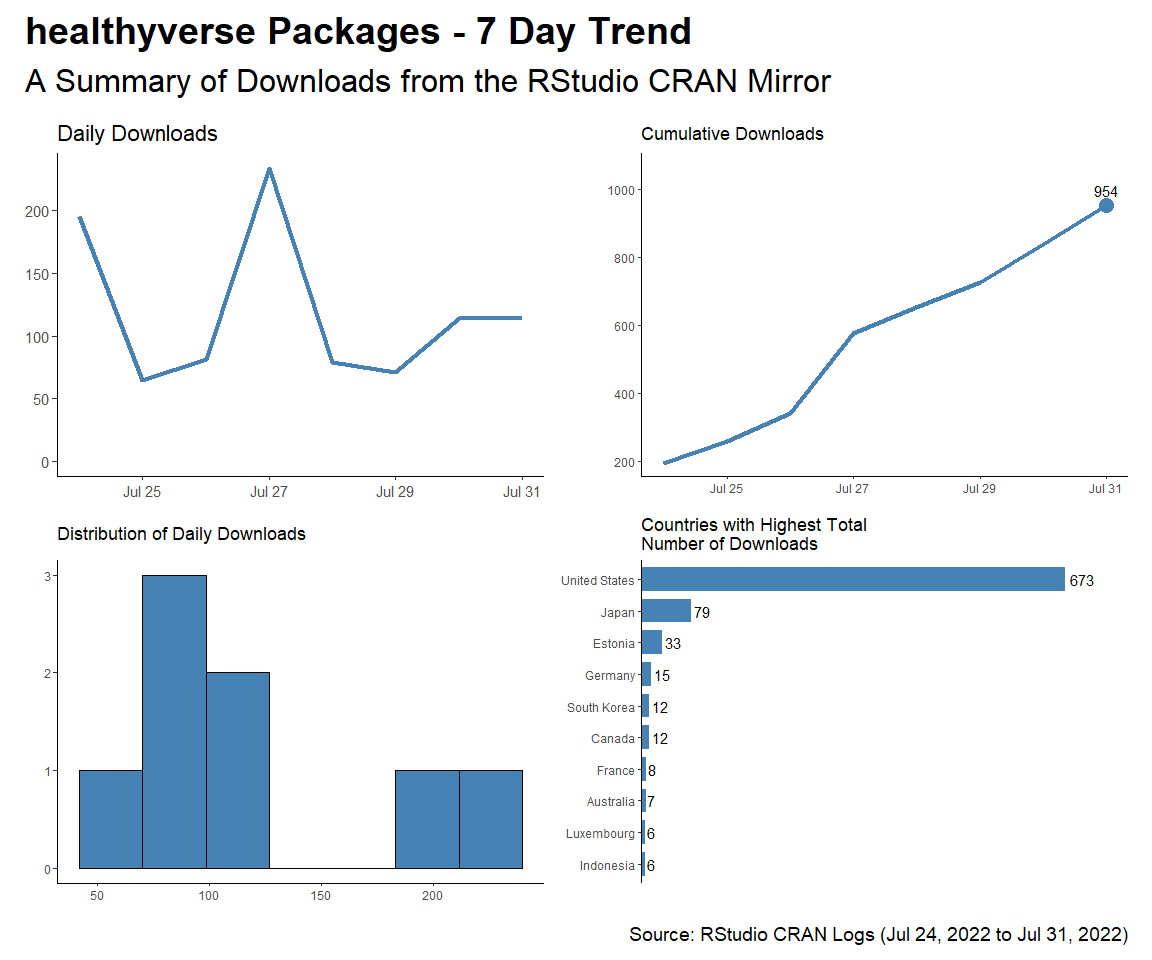 healthyverse Packages - 7 Day Trend
A Summary of Downloads from the RStudio CRAN Mirror
Daily Downloads
200
150
100
50
0
Jul 25 Jul 27 Jul 29 Jul 31
Cumulative Downloads
1000
800
600
400
200
954
Jul 25 Jul 27 Jul 29 Jul 31
Distribution of Daily Downloads
3
2
1
0
50 100 150 200
Countries with Highest Total
Number of Downloads
United States 673
Japan 79
Estonia 33
Germany 15
South Korea 12
Canada 12
France 8
Australia 7
Luxembourg 6
Indonesia 6
Source: RStudio CRAN Logs (Jul 24, 2022 to Jul 31, 2022)